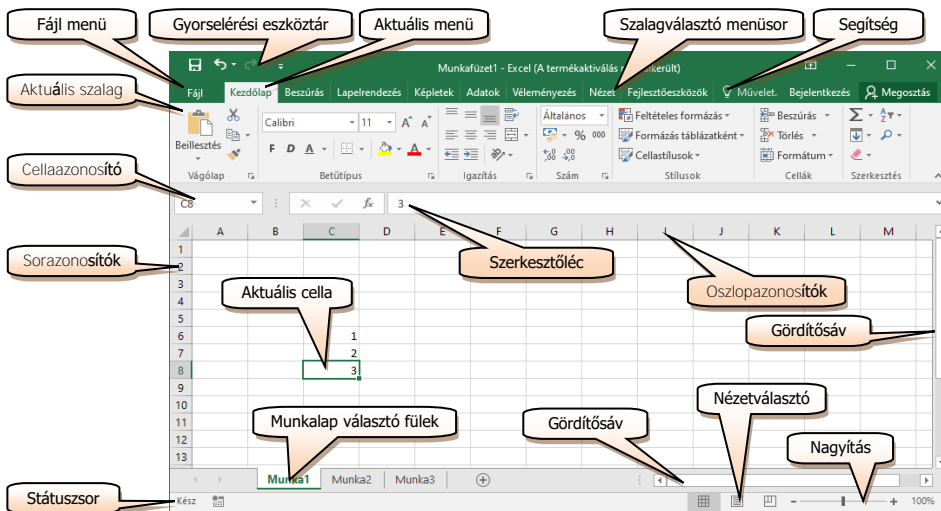 Fájl menü
Gyorselérési eszköztár
Aktuális menü
Szalagválasztó menüsor
Segítség
Munkafüzet1 - Excel (A termékaktiválás
Aktuális szalag
Fájl Kezdőlap Beszúrás Lapelrendezés Képletek Adatok Véleményezés Nézet Fejlesztőeszközök Művelet. Bejelentkezés Megosztás
Beillesztés
Calibri 11 A A
F D A A
Általános
% 000
Feltételes formázás
Formázás táblázatként
Cellastílusok
Beszúrás
Törlés
Formátum
Vágólap Betűtípus Igazítás Szám Stílusok Cellák Szerkesztés
Cellaazonosító
C8 fx 3
A B C D E F G H I J K L M
Sorazonosítók
Szerkesztőléc
Oszlopazonosítók
Aktuális cella
Gördítősáv
1
2
3
4
5
6 1
7 2
8 3
9
10
11
12
13
Nézetválasztó
Munkalap választó fülek
Gördítősáv
Nagyítás
Munka1 Munka2 Munka3
Státuszsor
Kész 100%